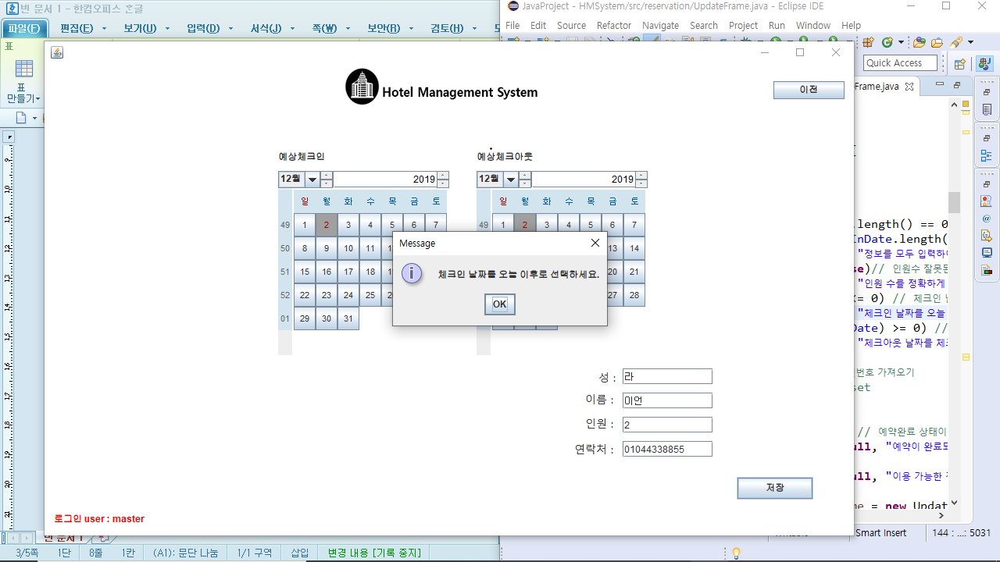 빈 문서 1 - 한컴오피스 한글
JavaProject - HMSystem/src/reservation/UpdateFrame.java - Eclipse IDE
파일(F) 편집(E) 보기(U) 입력(D) 서식(J) 쪽(W) 보안(R) 검토(H)
File Edit Source Refactor Navigate Search Project Run Window Help
표
Quick Access
표
만들기
Hotel Management System
이전
Frame.java
예상체크인
예상체크아웃
12월 2019
12월 2019
일 월 화 수 목 금 토
일 월 화 수 목 금 토
49 1 2 3 4 5 6 7
49 1 2 3 4 5 6 7
50 8 9 10 11
13 14
51 15 16 17 18
20 21
52 22 23 24 25
27 28
01 29 30 31
Message
체크인 날짜를 오늘 이후로 선택하세요.
OK
.length() == 0
InDate.length(
"정보를 모두 입력하
se)// 인원수 잘못된
"인원 수를 정확하게
<= 0) // 체크인
"체크인 날짜를 오늘
Date) >= 0) //
"체크아웃 날짜를 체크
번호 가져오기
set
// 예약완료 상태이
ull, "예약이 완료되
ull, "이용 가능한
me = new Updat
성 : 라
이름 : 미언
인원 : 2
연락처 : 01044338855
저장
로그인 user : master
빈 문서 1
Smart Insert
144 : ...: 5031
3/5쪽 1단 8줄 1칸 (A1): 문단 나눔 1/1 구역 삽입 변경 내용 [기록 중지]